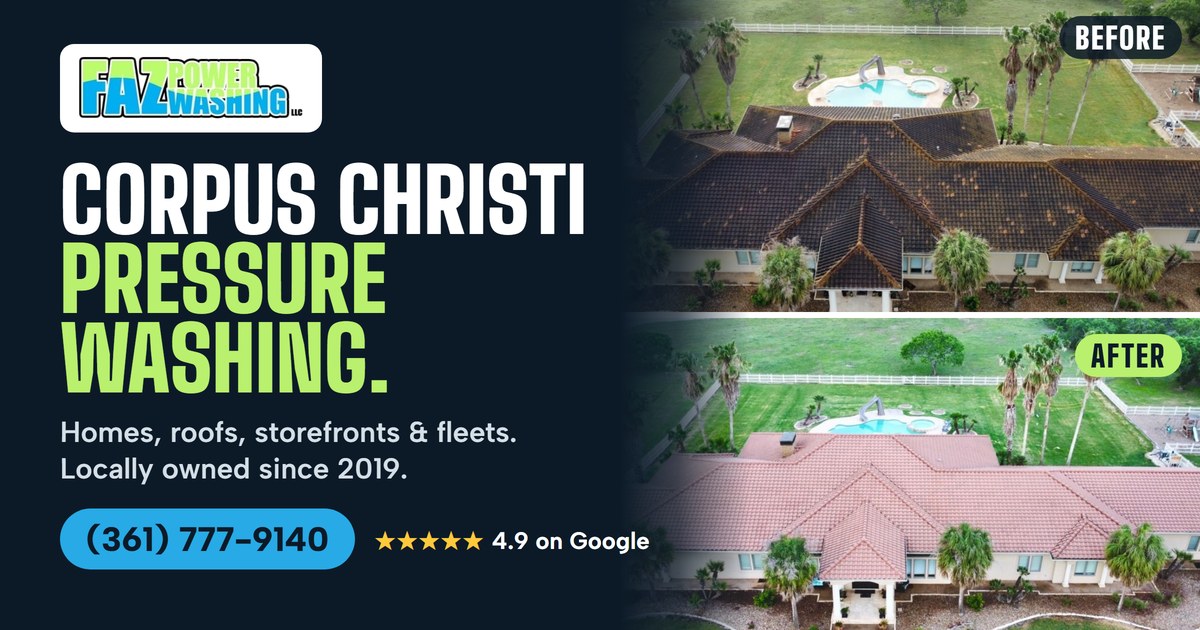 FAZ POWER
WASHING LLC
CORPUS CHRISTI
PRESSURE
WASHING.
Homes, roofs, storefronts & fleets.
Locally owned since 2019.
(361) 777-9140
★★★★★ 4.9 on Google
BEFORE
AFTER